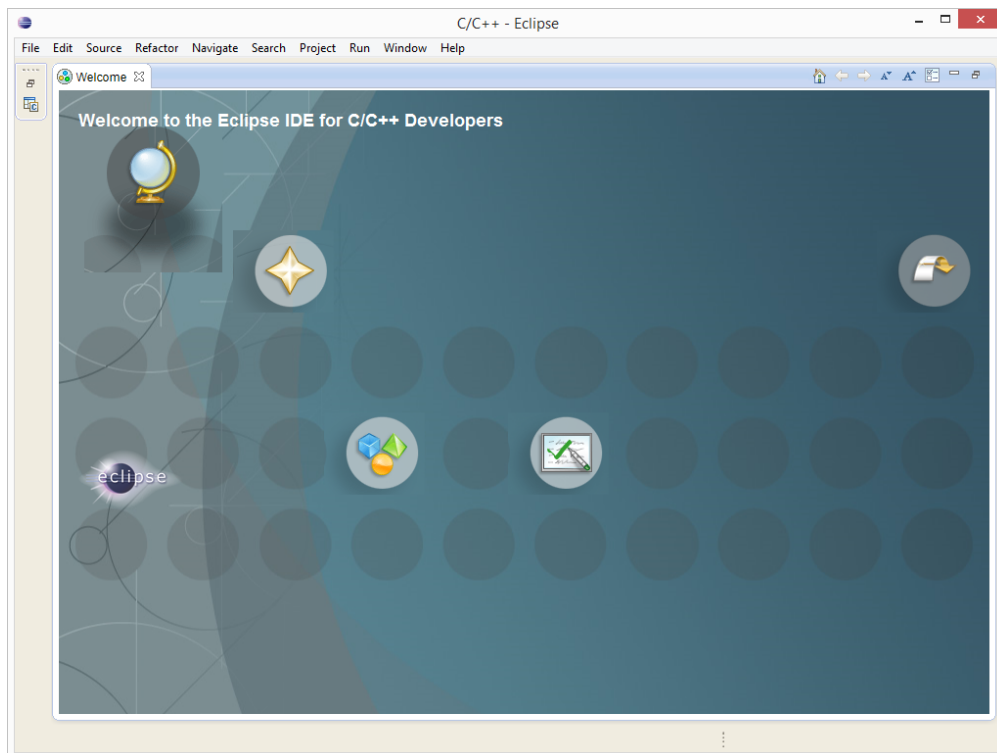 C/C++ - Eclipse
File Edit Source Refactor Navigate Search Project Run Window Help
Welcome
Welcome to the Eclipse IDE for C/C++ Developers
eclipse